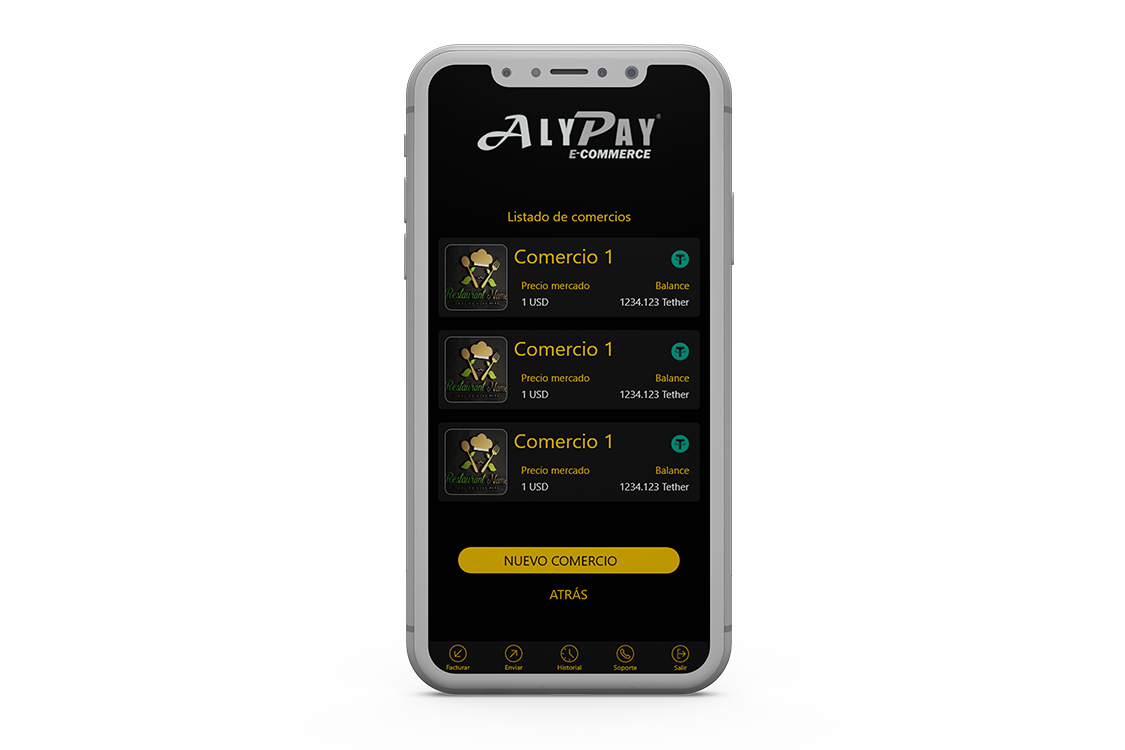 ALYPAY®
E-COMMERCE
Listado de comercios
Comercio 1
Precio mercado Balance
1 USD 1234.123 Tether
Restaurant Name
Comercio 1
Precio mercado Balance
1 USD 1234.123 Tether
Restaurant Name
Comercio 1
Precio mercado Balance
1 USD 1234.123 Tether
Restaurant Name
NUEVO COMERCIO
ATRÁS
Facturar Enviar Historial Soporte Salir